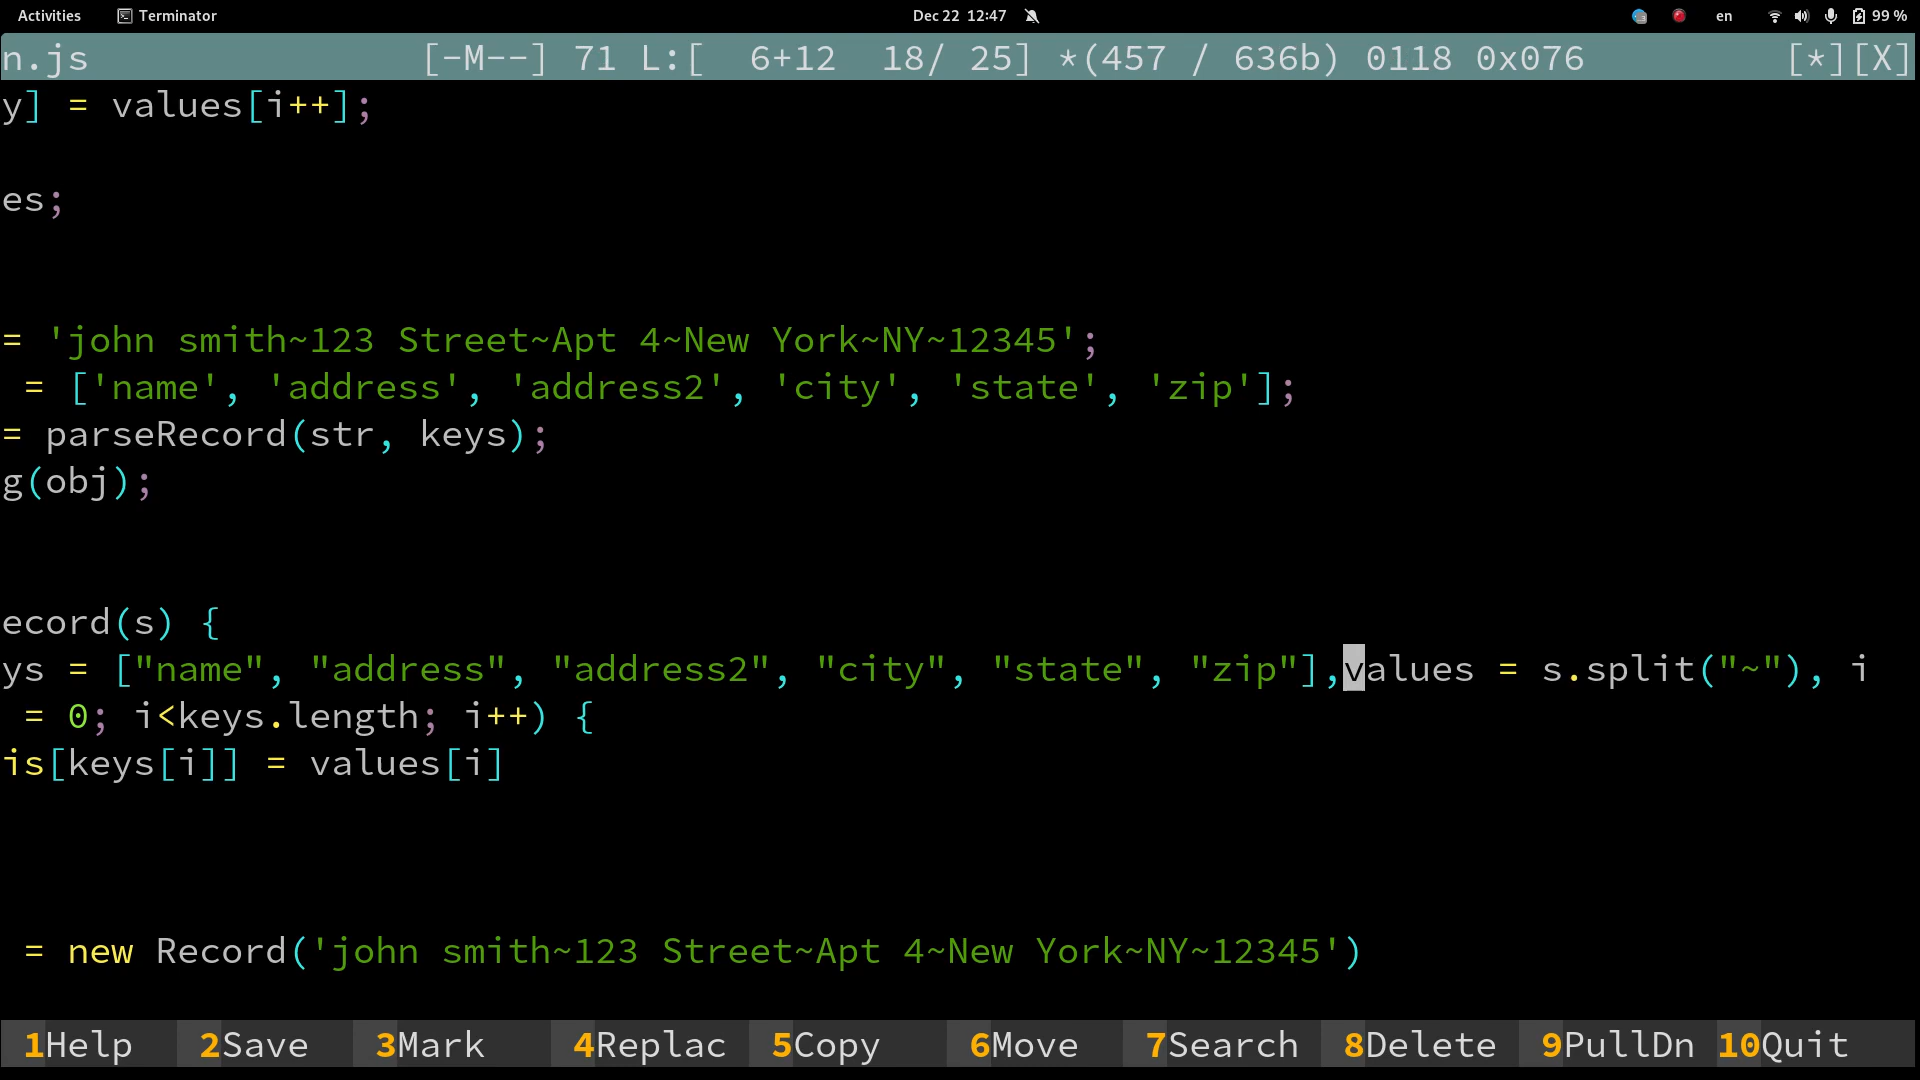 Activities Terminator Dec 22 12:47 en 99 %
n.js [-M--] 71 L:[ 6+12 18/ 25] *(457 / 636b) 0118 0x076 [*][X]
y] = values[i++];
es;
= 'john smith~123 Street~Apt 4~New York~NY~12345';
= ['name', 'address', 'address2', 'city', 'state', 'zip'];
= parseRecord(str, keys);
g(obj);
ecord(s) {
ys = ["name", "address", "address2", "city", "state", "zip"],values = s.split("~"), i
= 0; i<keys.length; i++) {
is[keys[i]] = values[i]
= new Record('john smith~123 Street~Apt 4~New York~NY~12345')
1Help 2Save 3Mark 4Replac 5Copy 6Move 7Search 8Delete 9PullDn 10Quit